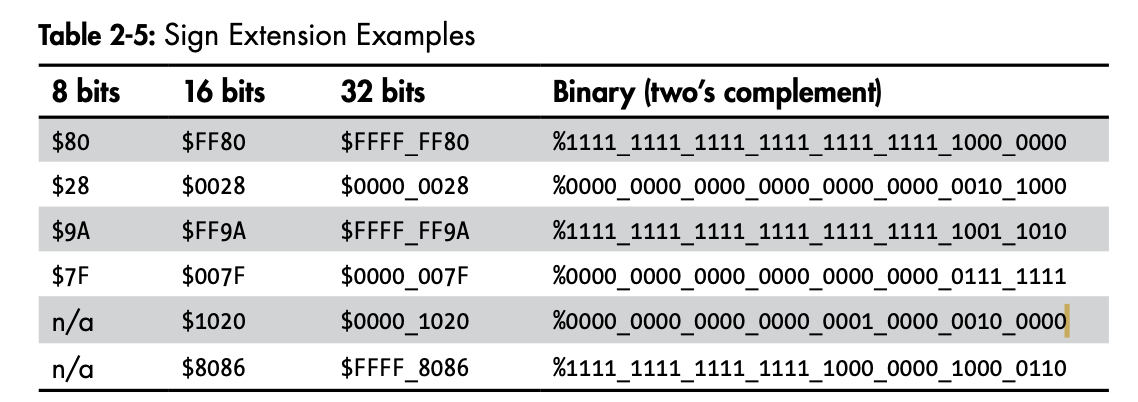 Table 2-5: Sign Extension Examples
8 bits 16 bits 32 bits Binary (two’s complement)
$80 $FF80 $FFFF_FF80 %1111_1111_1111_1111_1111_1111_1000_0000
$28 $0028 $0000_0028 %0000_0000_0000_0000_0000_0000_0010_1000
$9A $FF9A $FFFF_FF9A %1111_1111_1111_1111_1111_1111_1001_1010
$7F $007F $0000_007F %0000_0000_0000_0000_0000_0000_0111_1111
n/a $1020 $0000_1020 %0000_0000_0000_0000_0001_0000_0010_0000
n/a $8086 $FFFF_8086 %1111_1111_1111_1111_1000_0000_1000_0110